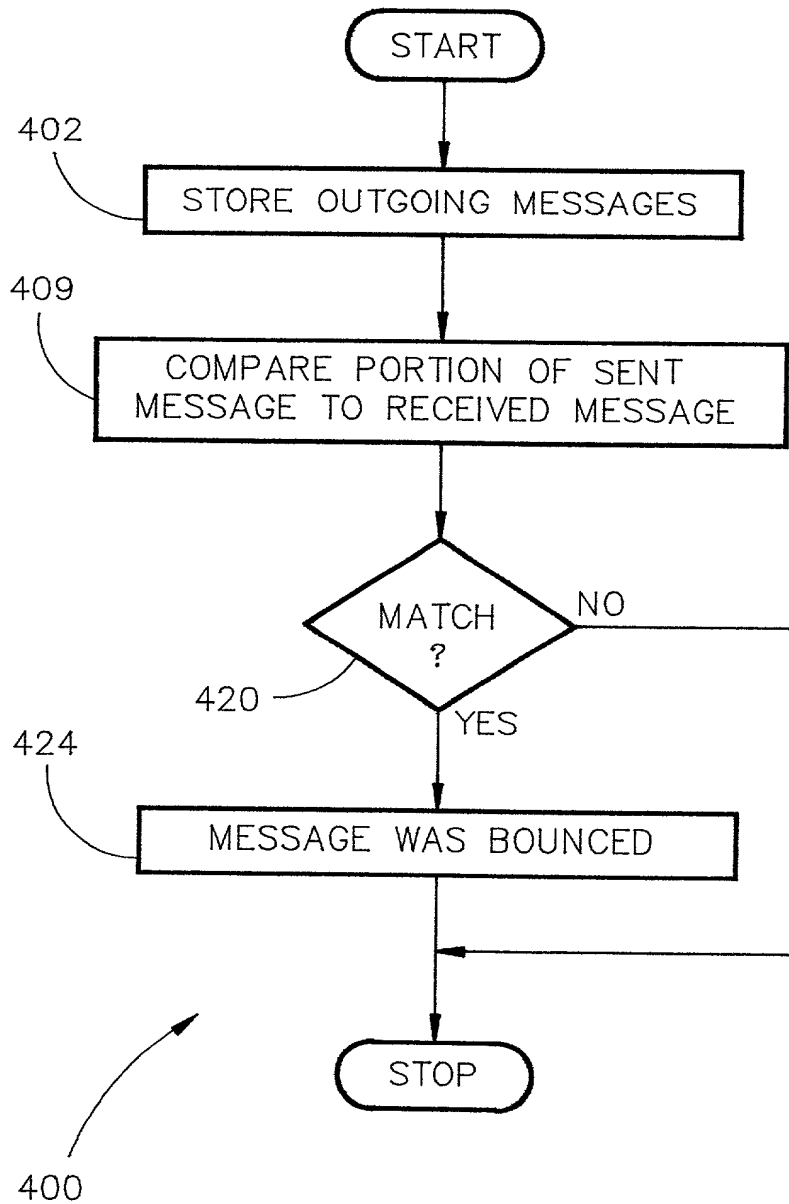 START
402
STORE OUTGOING MESSAGES
409
COMPARE PORTION OF SENT
MESSAGE TO RECEIVED MESSAGE
MATCH
?
NO
420
YES
424
MESSAGE WAS BOUNCED
STOP
400